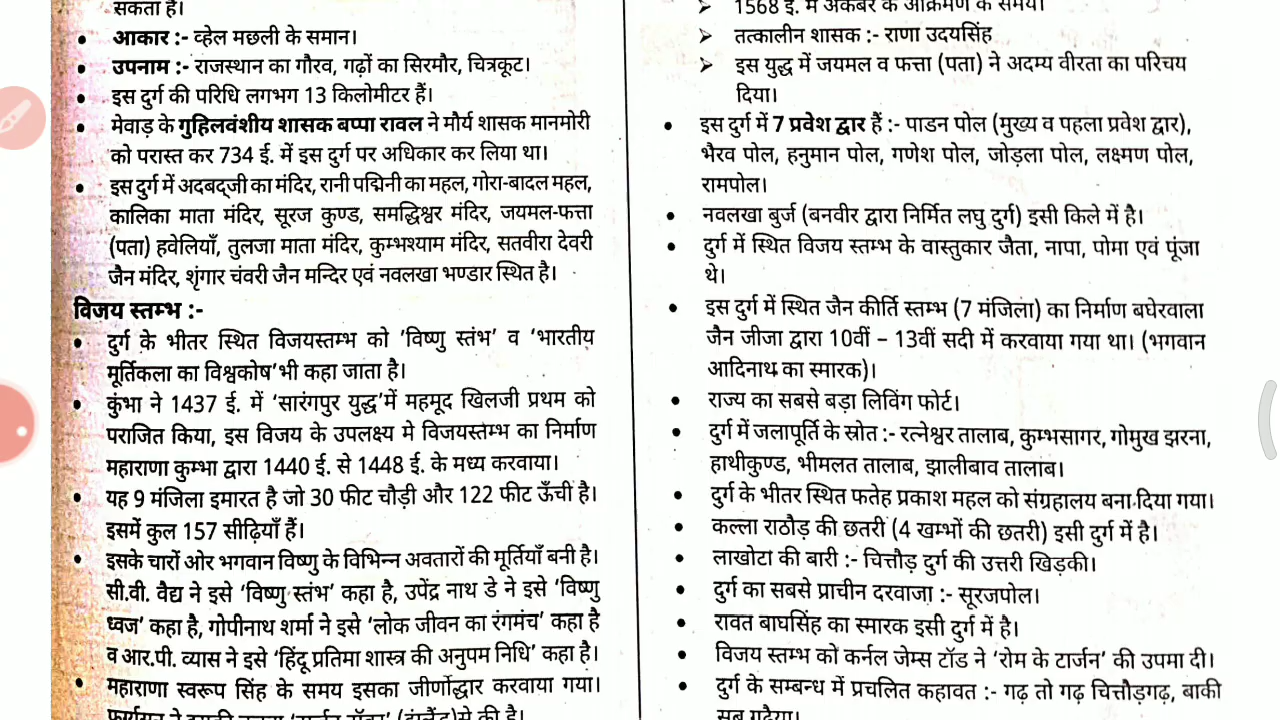 सकता है।
• आकार :- व्हेल मछली के समान।
• उपनाम :- राजस्थान का गौरव, गढ़ों का सिरमौर, चित्रकूट।
• इस दुर्ग की परिधि लगभग 13 किलोमीटर हैं।
• मेवाड़ के गुहिलवंशीय शासक बप्पा रावल ने मौर्य शासक मानमोरी
को परास्त कर 734 ई. में इस दुर्ग पर अधिकार कर लिया था।
• इस दुर्ग में अदबद्जी का मंदिर, रानी पद्मिनी का महल, गोरा-बादल महल,
कालिका माता मंदिर, सूरज कुण्ड, समद्धिश्वर मंदिर, जयमल-फत्ता
(पता) हवेलियाँ, तुलजा माता मंदिर, कुम्भश्याम मंदिर, सतवीरा देवरी
जैन मंदिर, शृंगार चंवरी जैन मन्दिर एवं नवलखा भण्डार स्थित है।
विजय स्तम्भ :-
• दुर्ग के भीतर स्थित विजयस्तम्भ को 'विष्णु स्तंभ' व 'भारतीय
मूर्तिकला का विश्वकोष' भी कहा जाता है।
• कुंभा ने 1437 ई. में 'सारंगपुर युद्ध' में महमूद खिलजी प्रथम को
पराजित किया, इस विजय के उपलक्ष्य मे विजयस्तम्भ का निर्माण
महाराणा कुम्भा द्वारा 1440 ई. से 1448 ई. के मध्य करवाया।
• यह 9 मंजिला इमारत है जो 30 फीट चौड़ी और 122 फीट ऊँची है।
इसमें कुल 157 सीढ़ियाँ हैं।
• इसके चारों ओर भगवान विष्णु के विभिन्न अवतारों की मूर्तियाँ बनी है।
सी.वी. वैद्य ने इसे 'विष्णु स्तंभ' कहा है, उपेंद्र नाथ डे ने इसे 'विष्णु
ध्वज' कहा है, गोपीनाथ शर्मा ने इसे 'लोक जीवन का रंगमंच' कहा है
व आर.पी. व्यास ने इसे 'हिंदू प्रतिमा शास्त्र की अनुपम निधि' कहा है।
• महाराणा स्वरूप सिंह के समय इसका जीर्णोद्धार करवाया गया।
➢ 1568 ई. में अकबर के आक्रमण के समय।
➢ तत्कालीन शासक :- राणा उदयसिंह
➢ इस युद्ध में जयमल व फत्ता (पता) ने अदम्य वीरता का परिचय
दिया।
• इस दुर्ग में 7 प्रवेश द्वार हैं :- पाडन पोल (मुख्य व पहला प्रवेश द्वार),
भैरव पोल, हनुमान पोल, गणेश पोल, जोड़ला पोल, लक्ष्मण पोल,
रामपोल।
• नवलखा बुर्ज (बनवीर द्वारा निर्मित लघु दुर्ग) इसी किले में है।
• दुर्ग में स्थित विजय स्तम्भ के वास्तुकार जैता, नापा, पोमा एवं पूंजा
थे।
• इस दुर्ग में स्थित जैन कीर्ति स्तम्भ (7 मंजिला) का निर्माण बघेरवाला
जैन जीजा द्वारा 10वीं – 13वीं सदी में करवाया गया था। (भगवान
आदिनाथ का स्मारक)।
• राज्य का सबसे बड़ा लिविंग फोर्ट।
• दुर्ग में जलापूर्ति के स्रोत :- रत्नेश्वर तालाब, कुम्भसागर, गोमुख झरना,
हाथीकुण्ड, भीमलत तालाब, झालीबाव तालाब।
• दुर्ग के भीतर स्थित फतेह प्रकाश महल को संग्रहालय बना दिया गया।
• कल्ला राठौड़ की छतरी (4 खम्भों की छतरी) इसी दुर्ग में है।
• लाखोटा की बारी :- चित्तौड़ दुर्ग की उत्तरी खिड़की।
• दुर्ग का सबसे प्राचीन दरवाजा :- सूरजपोल।
• रावत बाघसिंह का स्मारक इसी दुर्ग में है।
• विजय स्तम्भ को कर्नल जेम्स टॉड ने 'रोम के टार्जन' की उपमा दी।
• दुर्ग के सम्बन्ध में प्रचलित कहावत :- गढ़ तो गढ़ चित्तौड़गढ़, बाकी
सब गढ़ैया।